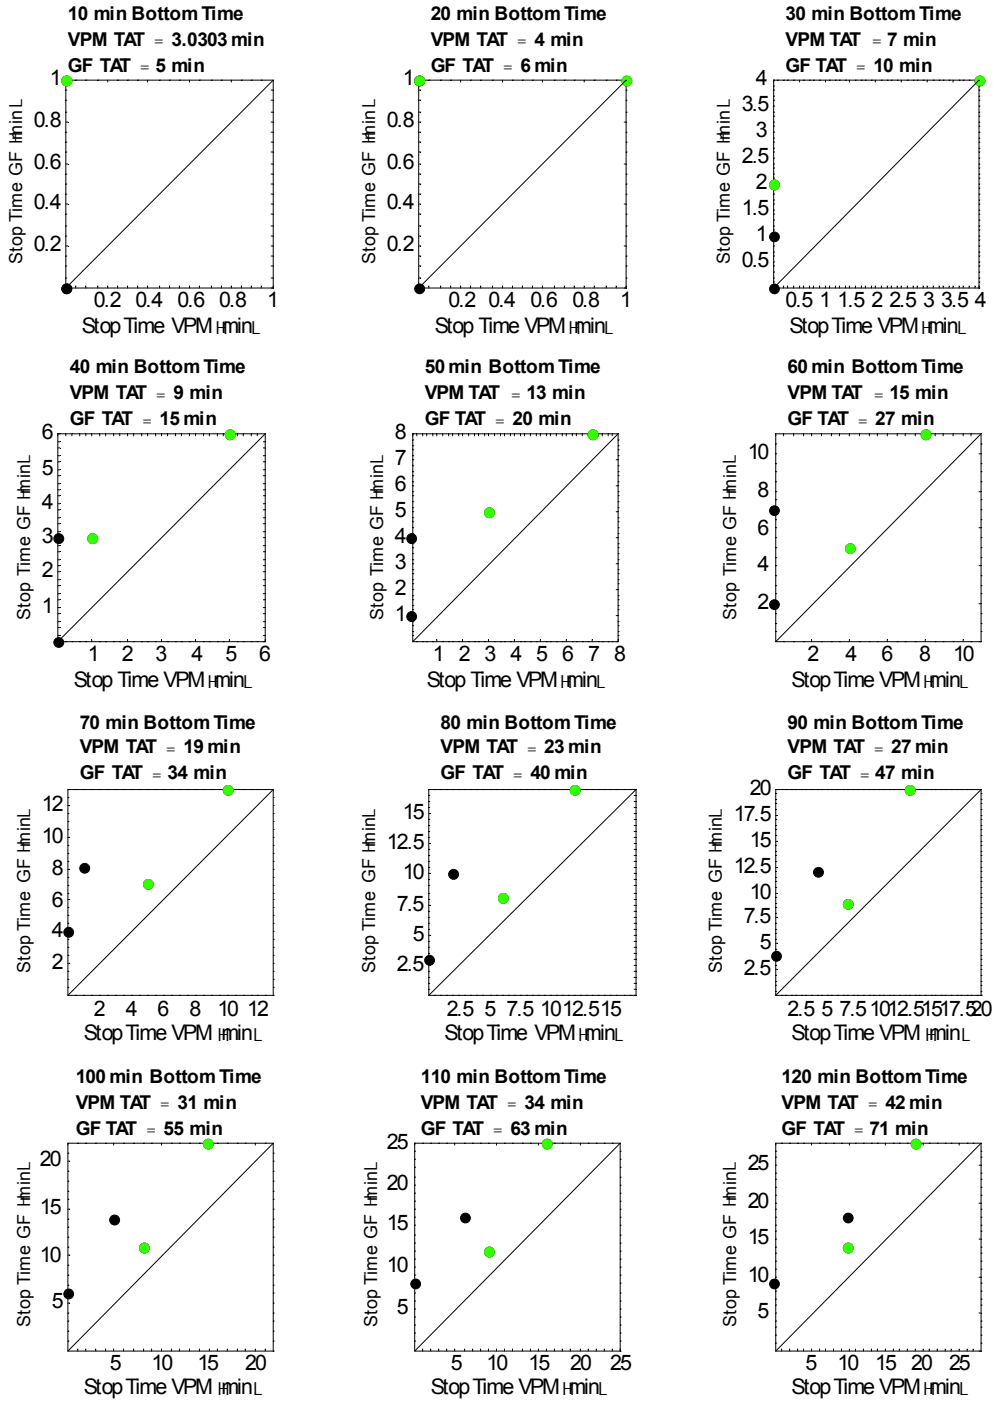 10 min Bottom Time
VPM TAT = 3.0303 min
GF TAT = 5 min
1
0.8
0.6
0.4
0.2
Stop Time GF HminL
0.2 0.4 0.6 0.8 1
Stop Time VPM HminL
20 min Bottom Time
VPM TAT = 4 min
GF TAT = 6 min
1
0.8
0.6
0.4
0.2
Stop Time GF HminL
0.2 0.4 0.6 0.8 1
Stop Time VPM HminL
30 min Bottom Time
VPM TAT = 7 min
GF TAT = 10 min
4
3.5
3
2.5
2
1.5
1
0.5
Stop Time GF HminL
0.5 1 1.5 2 2.5 3 3.5 4
Stop Time VPM HminL
40 min Bottom Time
VPM TAT = 9 min
GF TAT = 15 min
6
5
4
3
2
1
Stop Time GF HminL
1 2 3 4 5 6
Stop Time VPM HminL
50 min Bottom Time
VPM TAT = 13 min
GF TAT = 20 min
8
7
6
5
4
3
2
1
Stop Time GF HminL
1 2 3 4 5 6 7 8
Stop Time VPM HminL
60 min Bottom Time
VPM TAT = 15 min
GF TAT = 27 min
10
8
6
4
2
Stop Time GF HminL
2 4 6 8 10
Stop Time VPM HminL
70 min Bottom Time
VPM TAT = 19 min
GF TAT = 34 min
12
10
8
6
4
2
Stop Time GF HminL
2 4 6 8 10 12
Stop Time VPM HminL
80 min Bottom Time
VPM TAT = 23 min
GF TAT = 40 min
15
12.5
10
7.5
5
2.5
Stop Time GF HminL
2.5 5 7.5 10 12.5 15
Stop Time VPM HminL
90 min Bottom Time
VPM TAT = 27 min
GF TAT = 47 min
20
17.5
15
12.5
10
7.5
5
2.5
Stop Time GF HminL
2.5 5 7.5 10 12.5 15 17.5 20
Stop Time VPM HminL
100 min Bottom Time
VPM TAT = 31 min
GF TAT = 55 min
20
15
10
5
Stop Time GF HminL
5 10 15 20
Stop Time VPM HminL
110 min Bottom Time
VPM TAT = 34 min
GF TAT = 63 min
25
20
15
10
5
Stop Time GF HminL
5 10 15 20 25
Stop Time VPM HminL
120 min Bottom Time
VPM TAT = 42 min
GF TAT = 71 min
25
20
15
10
5
Stop Time GF HminL
5 10 15 20 25
Stop Time VPM HminL